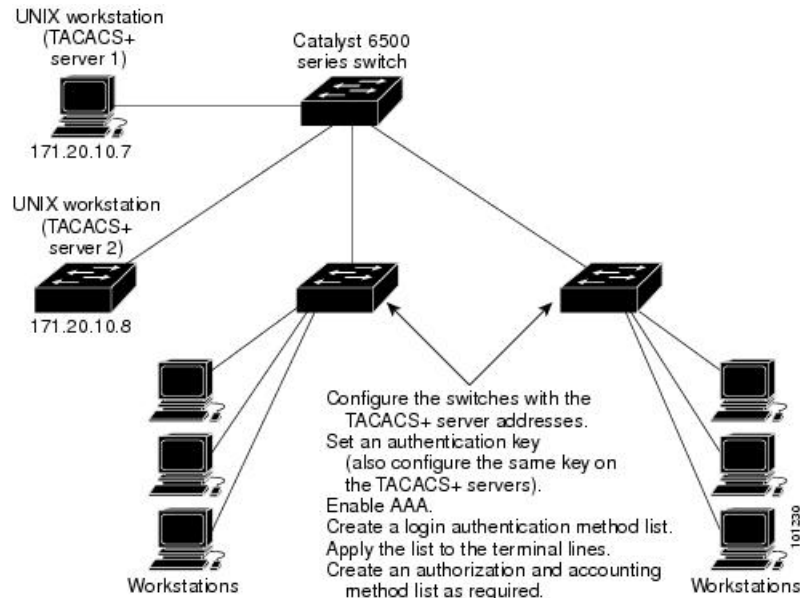 UNIX workstation
(TACACS+
server 1)
Catalyst 6500
series switch
171.20.10.7
UNIX workstation
(TACACS+
server 2)
171.20.10.8
Configure the switches with the
TACACS+ server addresses.
Set an authentication key
(also configure the same key on
the TACACS+ servers).
Enable AAA.
Create a login authentication method list.
Apply the list to the terminal lines.
Create an authorization and accounting
method list as required.
Workstations
Workstations
101230